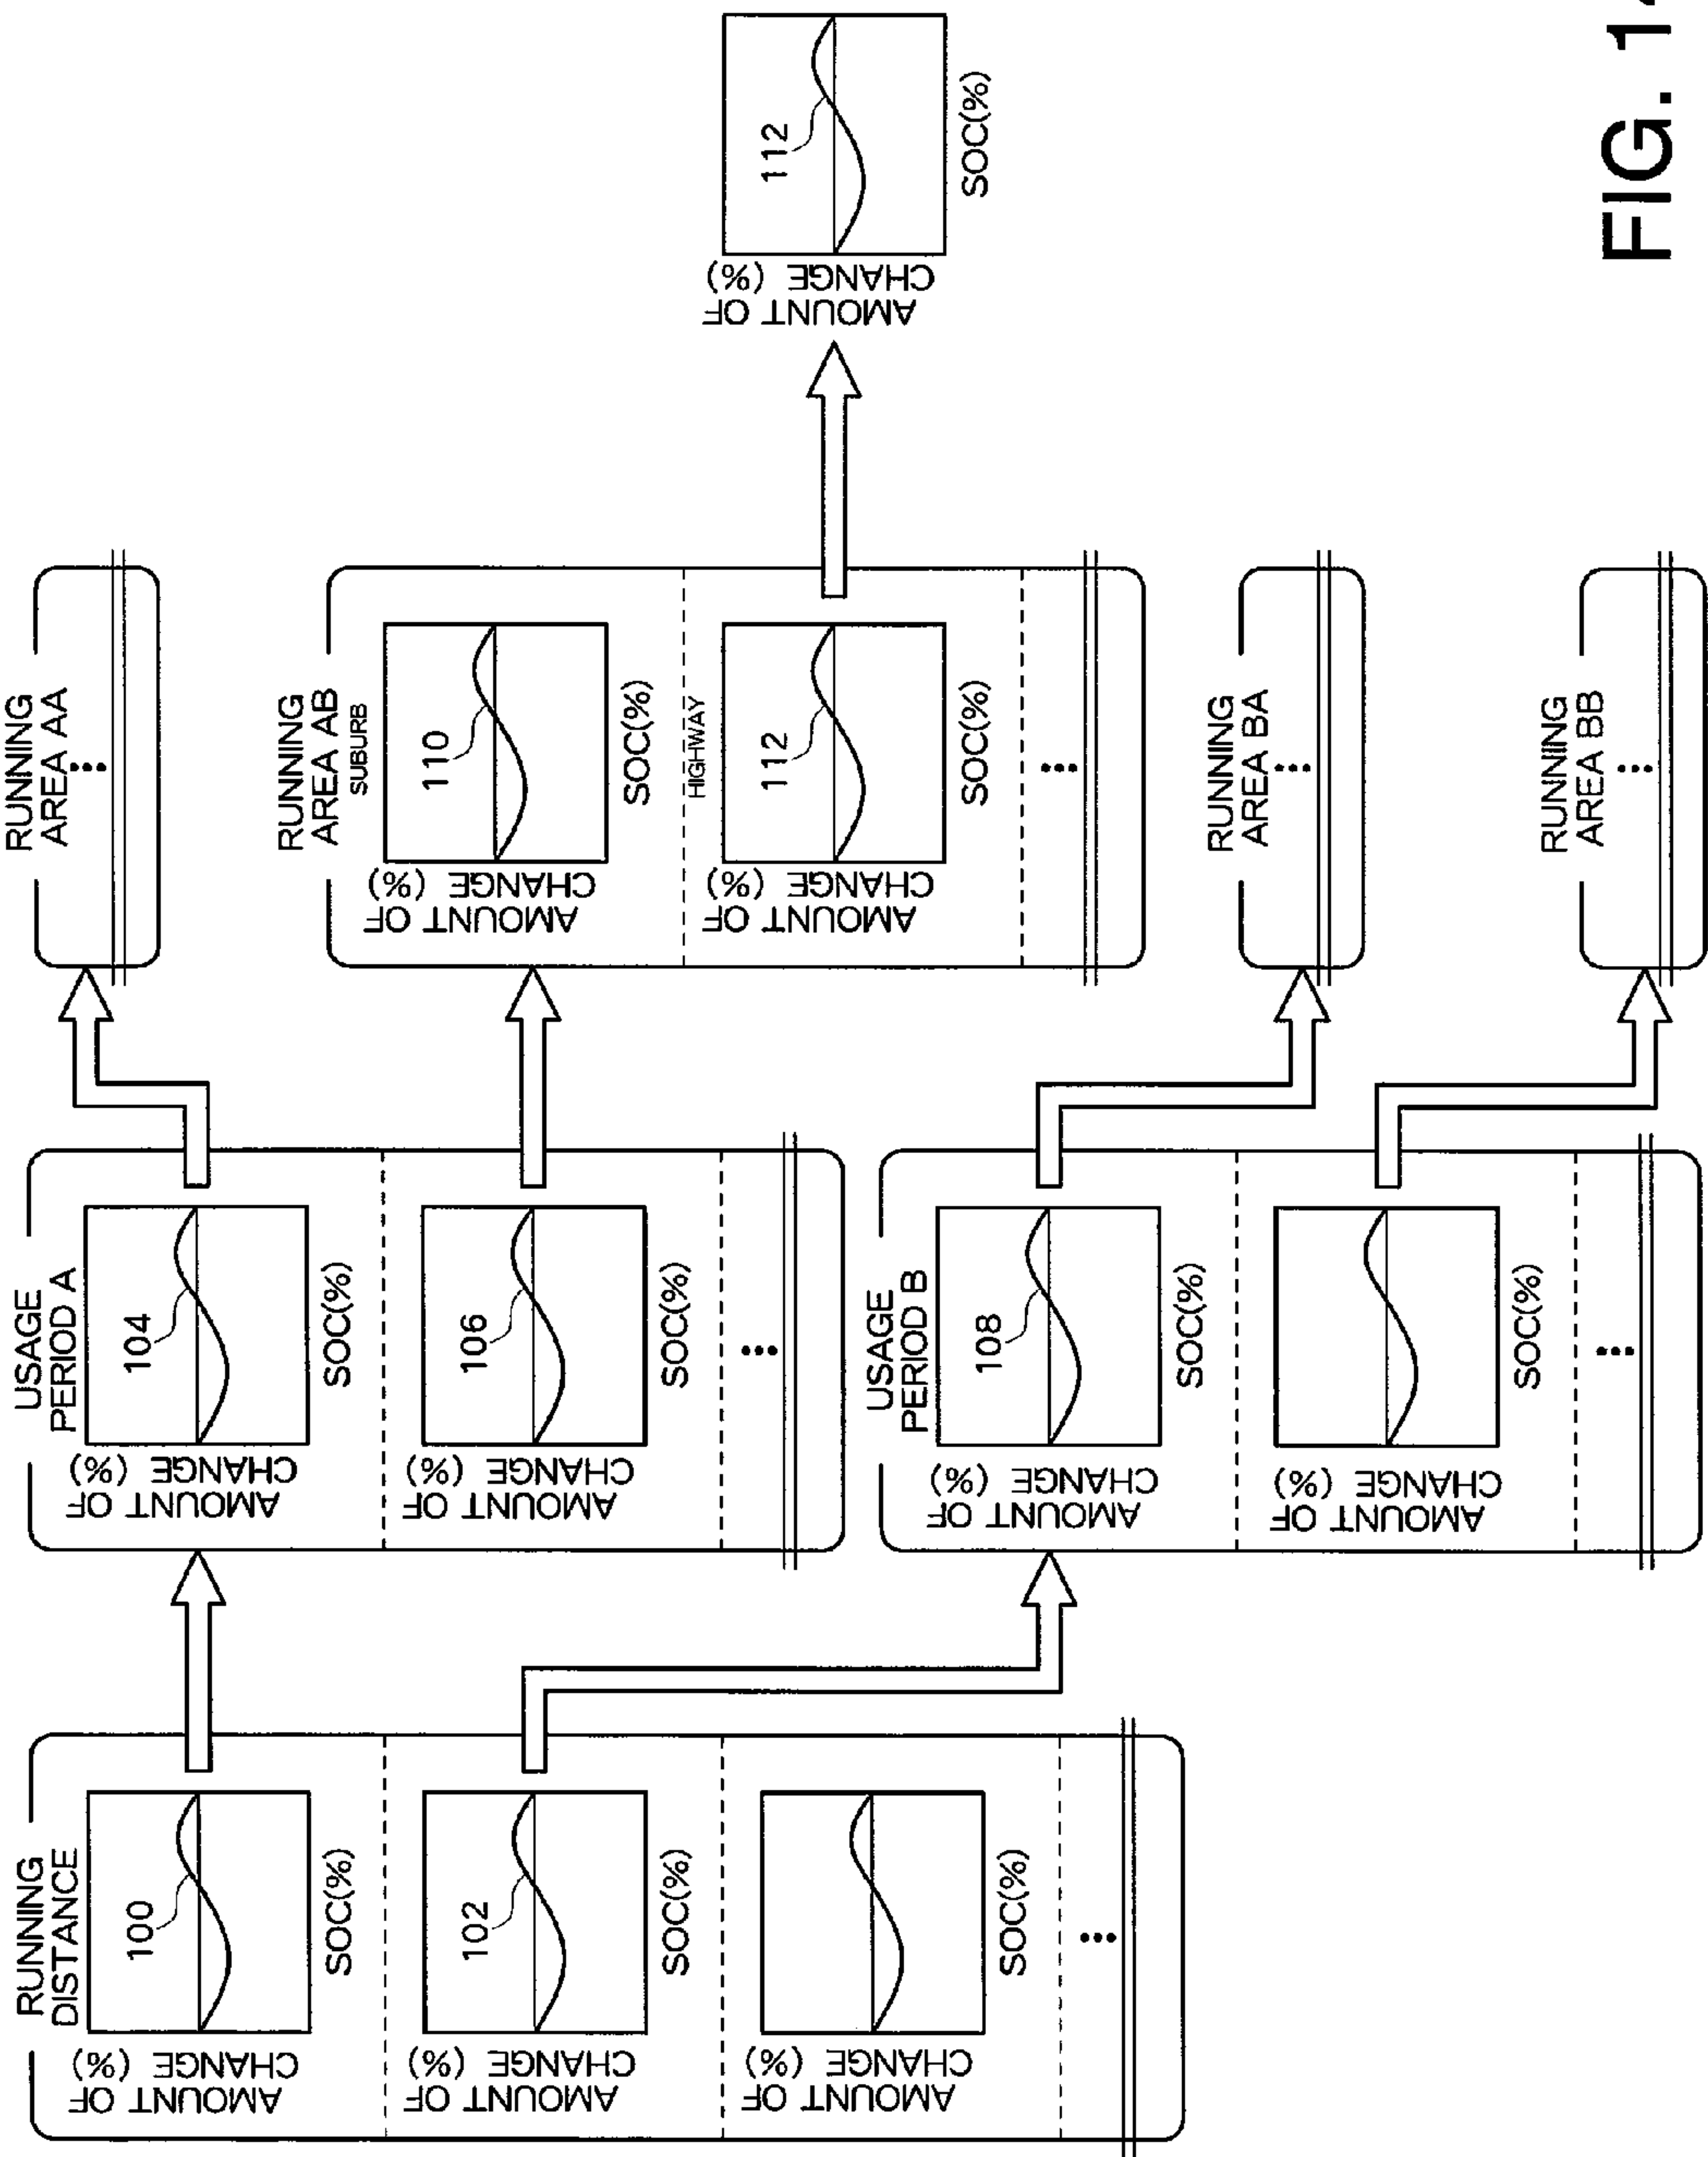 RUNNING
DISTANCE
AMOUNT OF
CHANGE (%)
100
SOC(%)
AMOUNT OF
CHANGE (%)
102
SOC(%)
AMOUNT OF
CHANGE (%)
SOC(%)
USAGE
PERIOD A
AMOUNT OF
CHANGE (%)
104
SOC(%)
AMOUNT OF
CHANGE (%)
106
SOC(%)
USAGE
PERIOD B
AMOUNT OF
CHANGE (%)
108
SOC(%)
AMOUNT OF
CHANGE (%)
SOC(%)
RUNNING
AREA AA
RUNNING
AREA AB
SUBURB
AMOUNT OF
CHANGE (%)
110
SOC(%)
HIGHWAY
AMOUNT OF
CHANGE (%)
112
SOC(%)
RUNNING
AREA BA
RUNNING
AREA BB
AMOUNT OF
CHANGE (%)
112
SOC(%)
FIG. 1